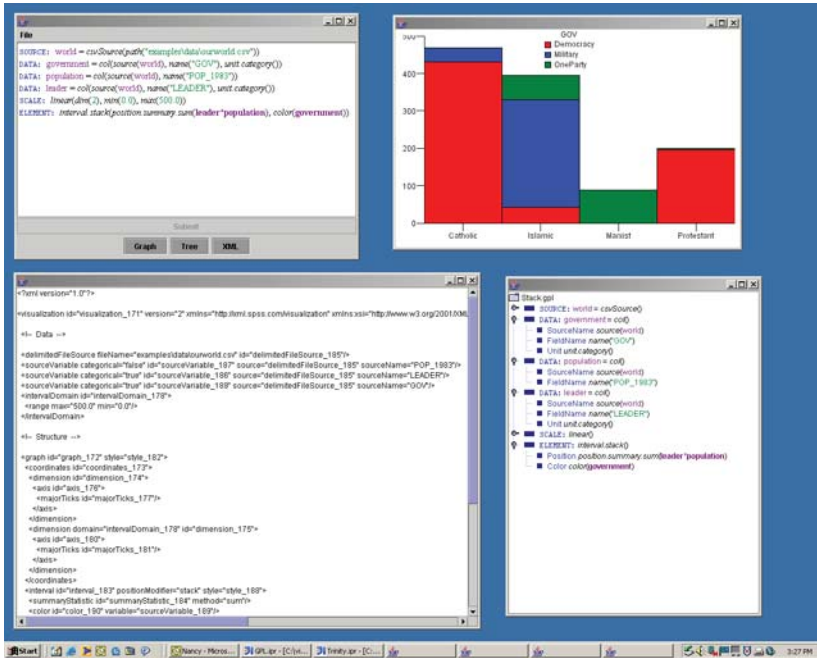 File
SOURCE: world = csvSource(path("examples\data\ourworld.csv"))
DATA: government = col(source(world), name("GOV"), unit.category())
DATA: population = col(source(world), name("POP_1983"))
DATA: leader = col(source(world), name("LEADER"), unit.category())
SCALE: linear(dim(2), min(0.0), max(500.0))
ELEMENT: interval.stack(position.summary.sum(leader*population), color(government))
Submit
Graph Tree XML
GOV
Democracy
Military
OneParty
500
400
300
200
100
0
Catholic Islamic Marxist Protestant
<?xml version="1.0"?>
<visualization id="visualization_171" version="2" xmlns="http://xml.spss.com/visualization" xmlns:xsi="http://www.w3.org/2001/XML
<!-- Data -->
<delimitedFileSource fileName="examples\data\ourworld.csv" id="delimitedFileSource_185"/>
<sourceVariable categorical="false" id="sourceVariable_187" source="delimitedFileSource_185" sourceName="POP_1983"/>
<sourceVariable categorical="true" id="sourceVariable_186" source="delimitedFileSource_185" sourceName="LEADER"/>
<sourceVariable categorical="true" id="sourceVariable_189" source="delimitedFileSource_185" sourceName="GOV"/>
<intervalDomain id="intervalDomain_178">
<range max="500.0" min="0.0"/>
</intervalDomain>
<!-- Structure -->
<graph id="graph_172" style="style_182">
<coordinates id="coordinates_173">
<dimension id="dimension_174">
<axis id="axis_176">
<majorTicks id="majorTicks_177"/>
</axis>
</dimension>
<dimension domain="intervalDomain_178" id="dimension_175">
<axis id="axis_180">
<majorTicks id="majorTicks_181"/>
</axis>
</dimension>
</coordinates>
<interval id="interval_183" positionModifier="stack" style="style_188">
<summaryStatistic id="summaryStatistic_184" method="sum"/>
<color id="color_190" variable="sourceVariable_189"/>
Stack.gpl
SOURCE: world = csvSource()
DATA: government = col()
SourceName source(world)
FieldName name("GOV")
Unit unit.category()
DATA: population = col()
SourceName source(world)
FieldName name("POP_1983")
DATA: leader = col()
SourceName source(world)
FieldName name("LEADER")
Unit unit.category()
SCALE: linear()
ELEMENT: interval.stack()
Position position.summary.sum(leader*population)
Color color(government)
Start Nancy - Micros... GPL.ipr - [C:\vi... Trinity.ipr - [C:... 3:27 PM